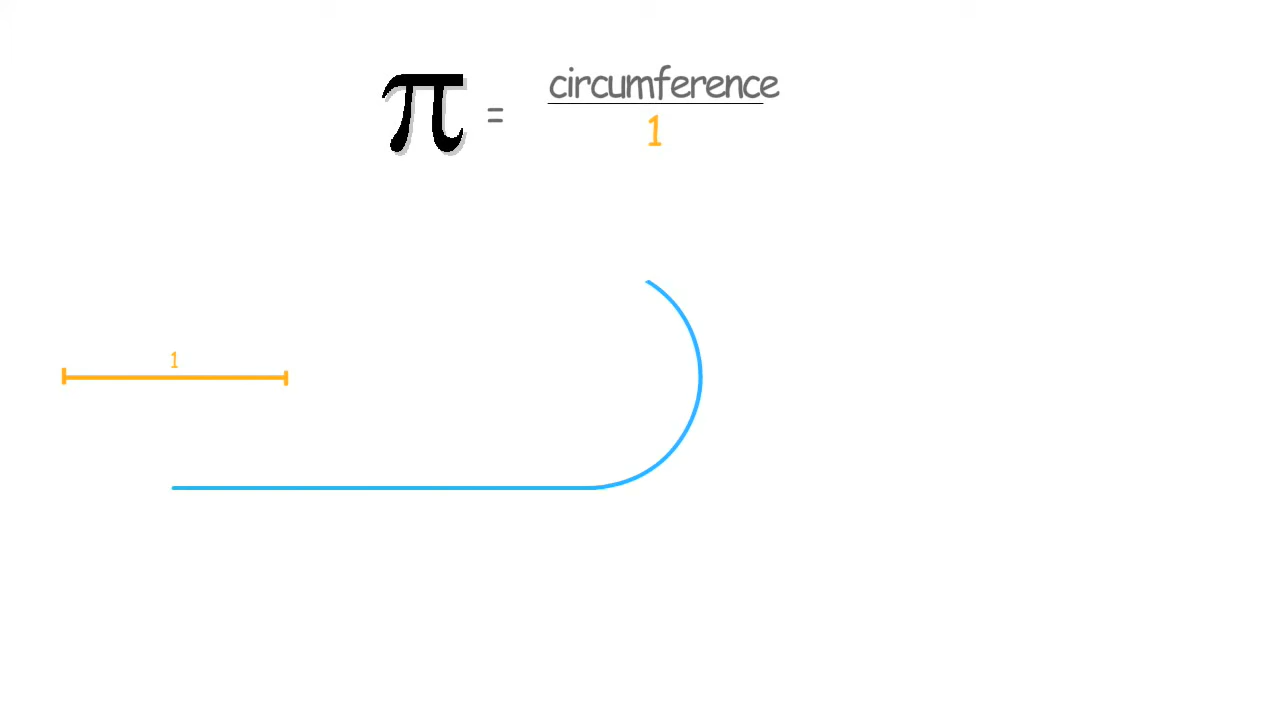 π = circumference
1
1